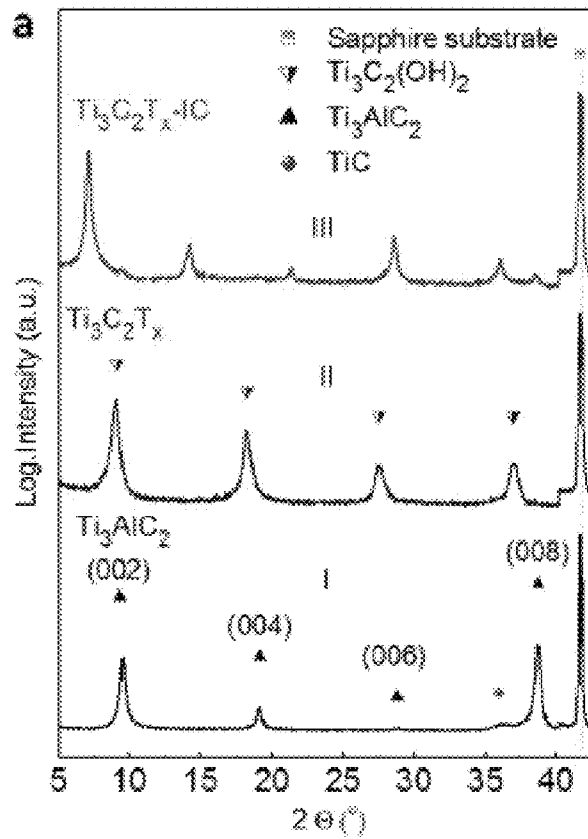 a
Sapphire substrate
Ti₃C₂(OH)₂
Ti₃AlC₂
TiC
Ti₃C₂Tₓ-IC
III
Ti₃C₂Tₓ
II
Ti₃AlC₂
(002)
I
(008)
(004)
(006)
Log.Intensity (a.u.)
5 10 15 20 25 30 35 40
2 Θ (°)